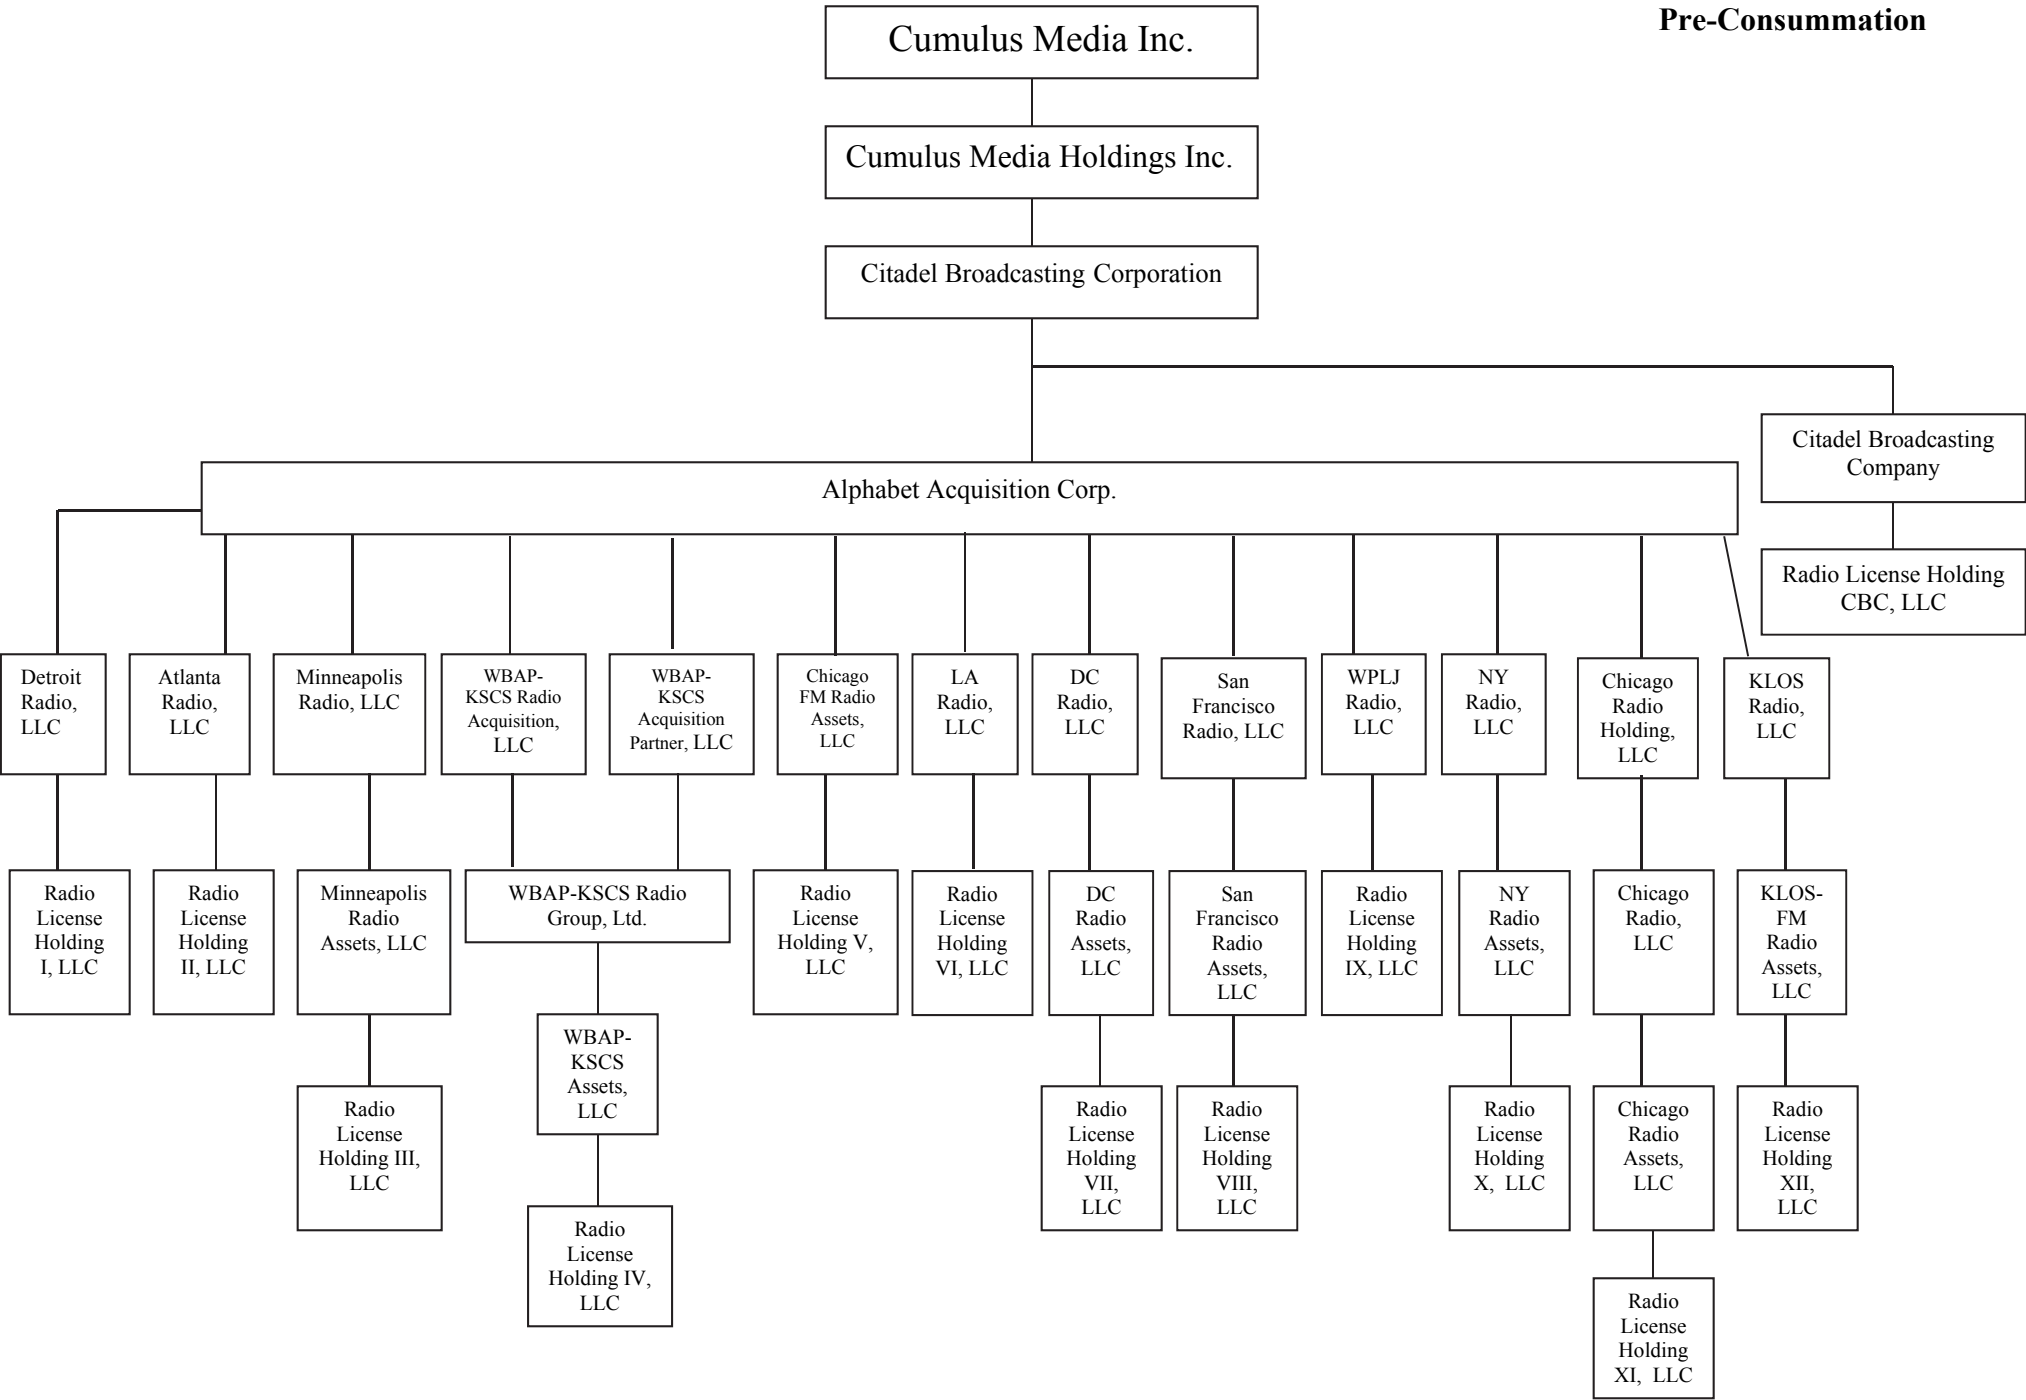 Pre-Consummation
Cumulus Media Inc.
Cumulus Media Holdings Inc.
Citadel Broadcasting Corporation
Citadel Broadcasting
Company
Alphabet Acquisition Corp.
Radio License Holding
CBC, LLC
Detroit
Radio,
LLC
Atlanta
Radio,
LLC
Minneapolis
Radio, LLC
WBAP-
KSCS Radio
Acquisition,
LLC
WBAP-
KSCS
Acquisition
Partner, LLC
Chicago
FM Radio
Assets,
LLC
LA
Radio,
LLC
DC
Radio,
LLC
San
Francisco
Radio, LLC
WPLJ
Radio,
LLC
NY
Radio,
LLC
Chicago
Radio
Holding,
LLC
KLOS
Radio,
LLC
Radio
License
Holding
I, LLC
Radio
License
Holding
II, LLC
Minneapolis
Radio
Assets, LLC
WBAP-KSCS Radio
Group, Ltd.
Radio
License
Holding V,
LLC
Radio
License
Holding
VI, LLC
DC
Radio
Assets,
LLC
San
Francisco
Radio
Assets,
LLC
Radio
License
Holding
IX, LLC
NY
Radio
Assets,
LLC
Chicago
Radio,
LLC
KLOS-
FM
Radio
Assets,
LLC
WBAP-
KSCS
Assets,
LLC
Radio
License
Holding III,
LLC
Radio
License
Holding
VII,
LLC
Radio
License
Holding
VIII,
LLC
Radio
License
Holding
X, LLC
Chicago
Radio
Assets,
LLC
Radio
License
Holding
XII,
LLC
Radio
License
Holding IV,
LLC
Radio
License
Holding
XI, LLC